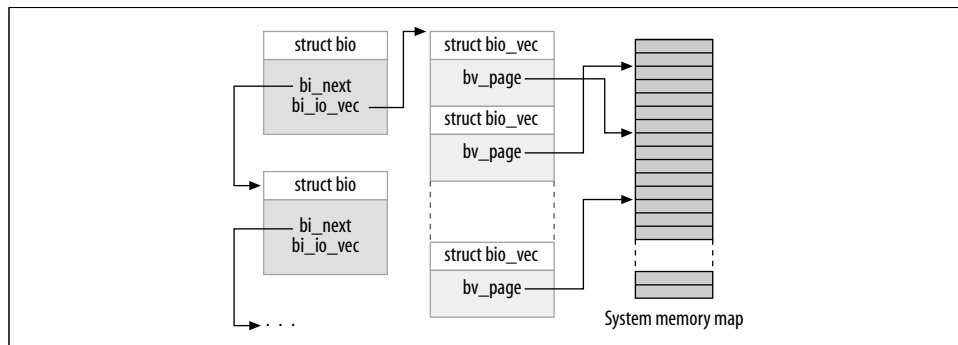 struct bio
bi_next
bi_io_vec
struct bio
bi_next
bi_io_vec
. . .
struct bio_vec
bv_page
struct bio_vec
bv_page
struct bio_vec
bv_page
System memory map